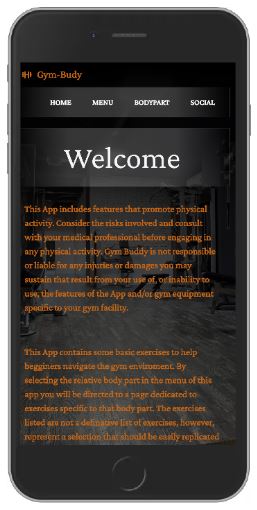 Gym-Budy
HOME MENU BODYPART SOCIAL
Welcome
This App includes features that promote physical
activity. Consider the risks involved and consult
with your medical professional before engaging in
any physical activity. Gym Buddy is not responsible
or liable for any injuries or damages you may
sustain that result from your use of, or inability to
use, the features of the App and/or gym equipment
specific to your gym facility.
This App contains some basic exercises to help
begginers navigate the gym enviroment. By
selecting the relative body part in the menu of this
app you will be directed to a page dedicated to
exercises specific to that body part. The exercises
listed are not a definative list of exercises, however,
represent a selection that should be easily replicated